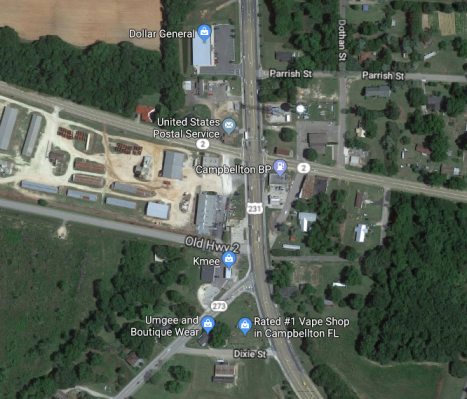 Dollar General
Dothan St
Parrish St
Parrish St
United States
Postal Service
2
Campbellton BP
2
231
Old Hwy 2
Kmee
273
Umgee and
Boutique Wear
Rated #1 Vape Shop
in Campbellton FL
Dixie St